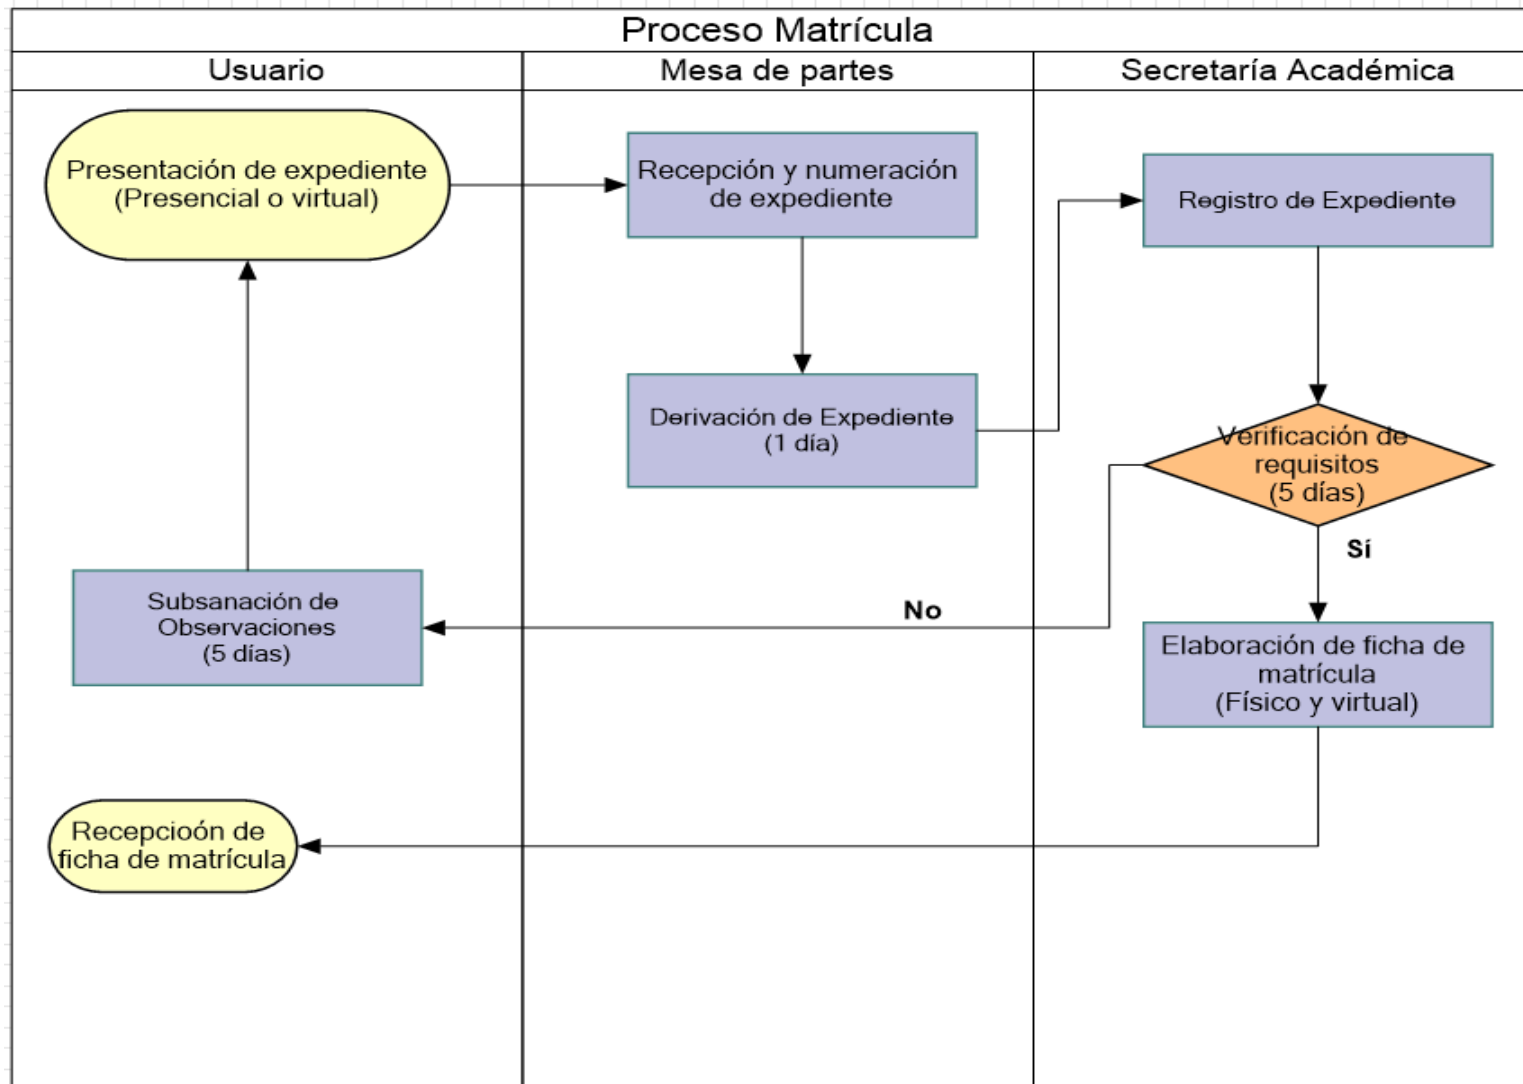 Proceso Matrícula
Usuario
Mesa de partes
Secretaría Académica
Presentación de expediente
(Presencial o virtual)
Recepción y numeración
de expediente
Registro de Expediente
Derivación de Expediente
(1 día)
Verificación de
requisitos
(5 días)
Sí
No
Subsanación de
Observaciones
(5 días)
Elaboración de ficha de
matrícula
(Físico y virtual)
Recepcioón de
ficha de matrícula